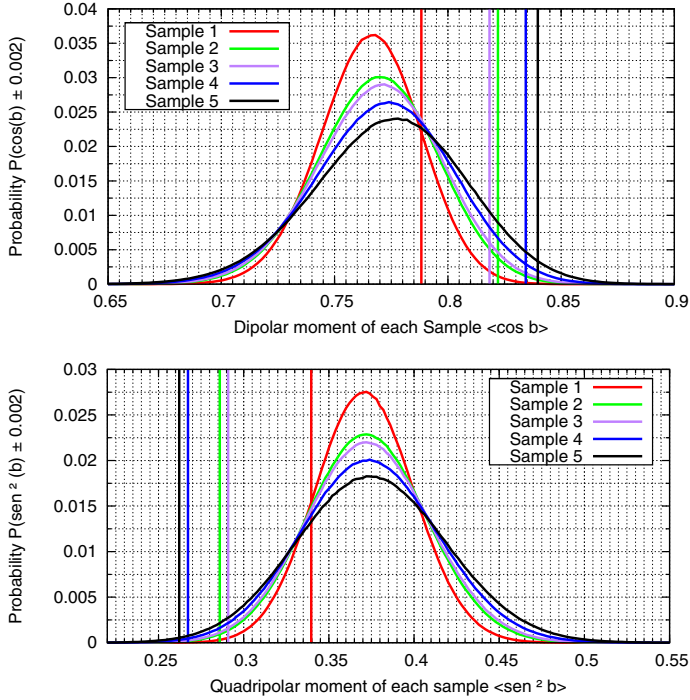 Probability P(cos(b) ± 0.002)
0.04
0.035
0.03
0.025
0.02
0.015
0.01
0.005
0
Sample 1
Sample 2
Sample 3
Sample 4
Sample 5
0.65 0.7 0.75 0.8 0.85 0.9
Dipolar moment of each Sample <cos b>
Probability P(sen ² (b) ± 0.002)
0.03
0.025
0.02
0.015
0.01
0.005
0
Sample 1
Sample 2
Sample 3
Sample 4
Sample 5
0.25 0.3 0.35 0.4 0.45 0.5 0.55
Quadripolar moment of each sample <sen ² b>